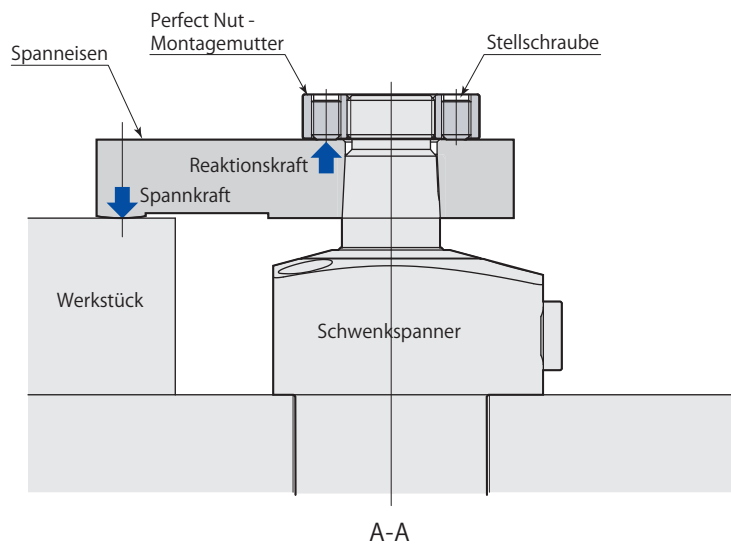 Perfect Nut -
Montagemutter
Stellschraube
Spanneisen
Reaktionskraft
Spannkraft
Werkstück
Schwenkspanner
A-A